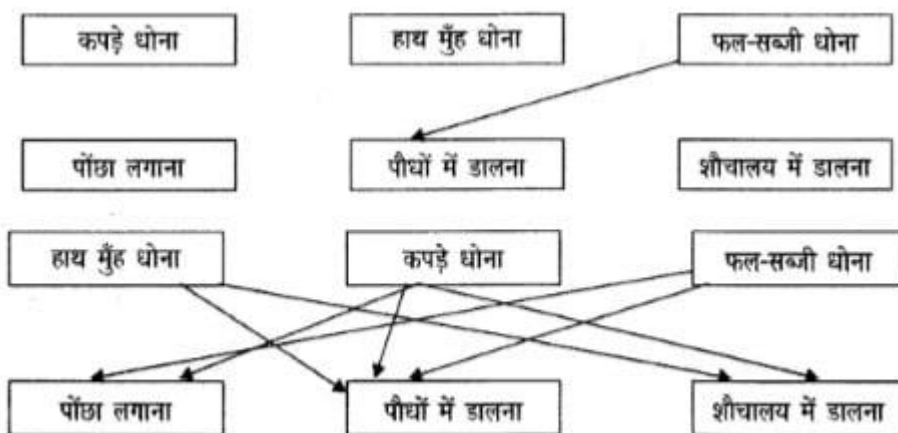 कपड़े धोना हाथ मुँह धोना फल-सब्जी धोना
पोंछा लगाना पौधों में डालना शौचालय में डालना
हाथ मुँह धोना कपड़े धोना फल-सब्जी धोना
पोंछा लगाना पौधों में डालना शौचालय में डालना